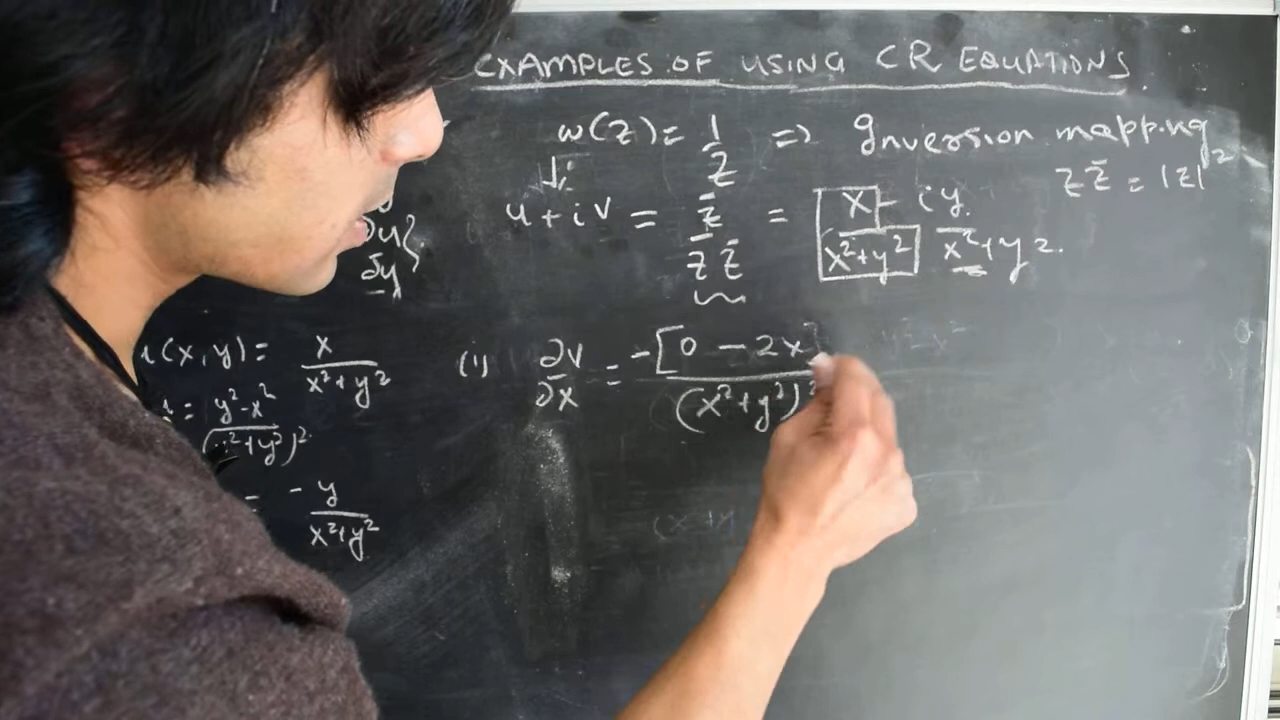 EXAMPLES OF USING CR EQUATIONS
w(z) = 1/z => Inversion mapping
z z̄ = |z|²
u + iv = z̄/(z z̄) = x/(x²+y²) - iy/(x²+y²).
∂u
∂y
(x,y) = x/(x²+y²)
= (y²-x²)/(x²+y²)²
= -y/(x²+y²)
(i) ∂v/∂x = -[0 - 2x]/(x²+y²)²